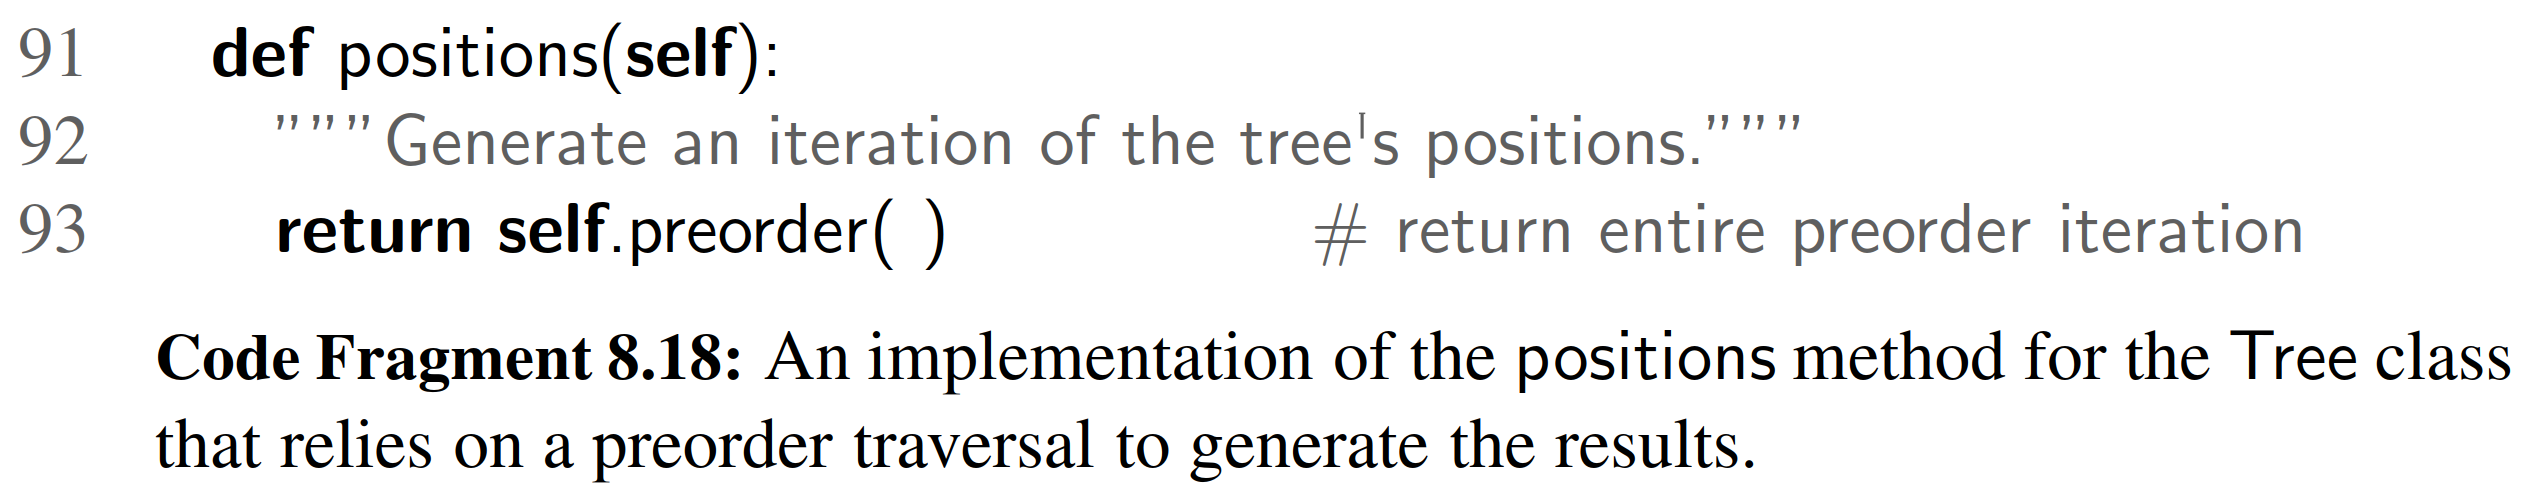 91 def positions(self):
92 """Generate an iteration of the tree's positions."""
93 return self.preorder( ) # return entire preorder iteration
Code Fragment 8.18: An implementation of the positions method for the Tree class
that relies on a preorder traversal to generate the results.